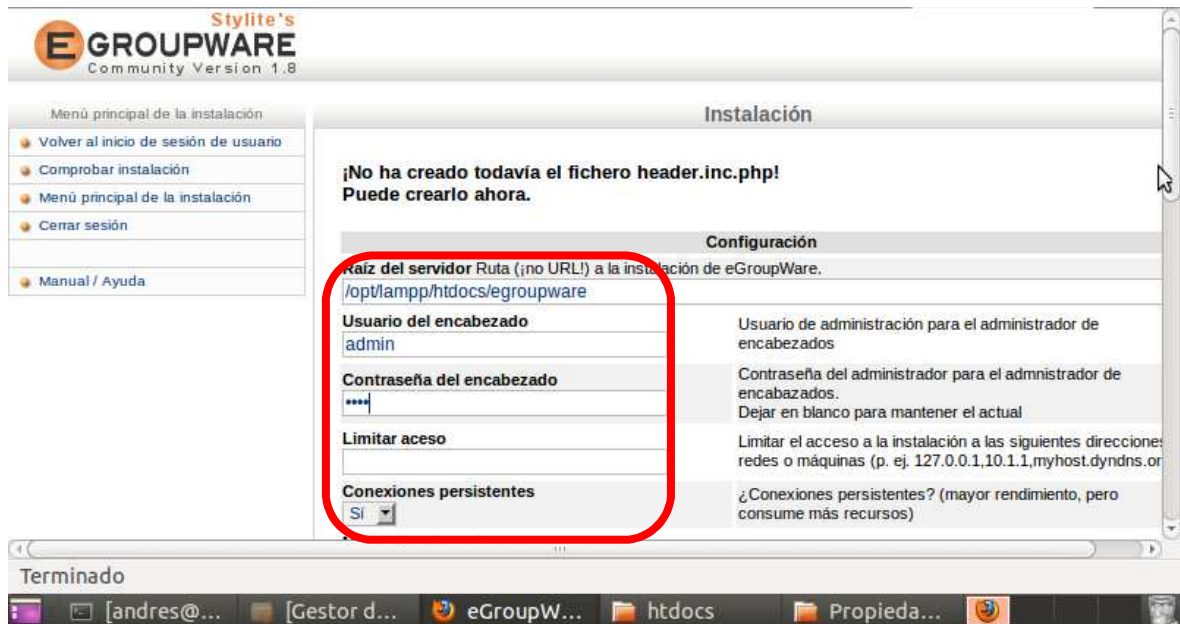 Stylite's
EGROUPWARE
Community Version 1.8
Menú principal de la instalación
Volver al inicio de sesión de usuario
Comprobar instalación
Menú principal de la instalación
Cerrar sesión
Manual / Ayuda
Instalación
¡No ha creado todavía el fichero header.inc.php!
Puede crearlo ahora.
Configuración
Raíz del servidor Ruta (¡no URL!) a la instalación de eGroupWare.
/opt/lampp/htdocs/egroupware
Usuario del encabezado
admin
Usuario de administración para el administrador de
encabezados
Contraseña del encabezado
••••
Contraseña del administrador para el admnistrador de
encabazados.
Dejar en blanco para mantener el actual
Limitar aceso
Limitar el acceso a la instalación a las siguientes direcciones
redes o máquinas (p. ej. 127.0.0.1,10.1.1,myhost.dyndns.or
Conexiones persistentes
Sí
¿Conexiones persistentes? (mayor rendimiento, pero
consume más recursos)
Terminado
[andres@...
[Gestor d...
eGroupW...
htdocs
Propieda...